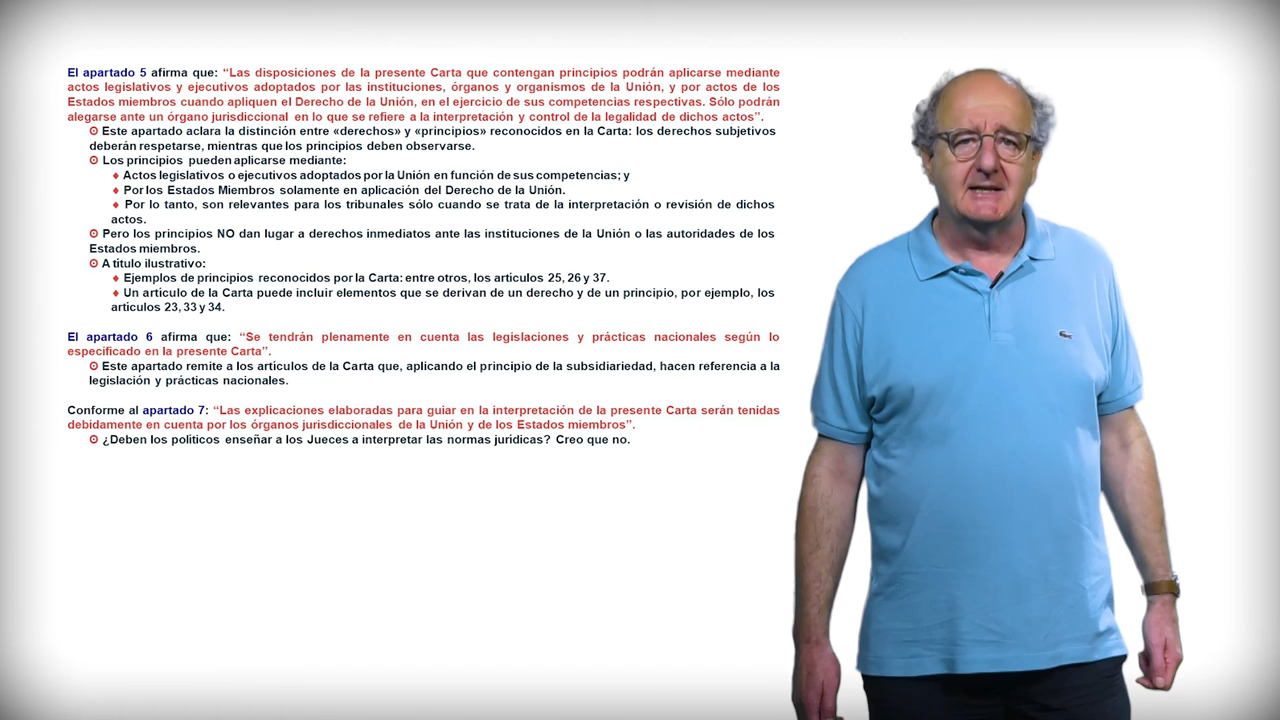 El apartado 5 afirma que: “Las disposiciones de la presente Carta que contengan principios podrán aplicarse mediante
actos legislativos y ejecutivos adoptados por las instituciones, órganos y organismos de la Unión, y por actos de los
Estados miembros cuando apliquen el Derecho de la Unión, en el ejercicio de sus competencias respectivas. Sólo podrán
alegarse ante un órgano jurisdiccional en lo que se refiere a la interpretación y control de la legalidad de dichos actos”.
⊙ Este apartado aclara la distinción entre «derechos» y «principios» reconocidos en la Carta: los derechos subjetivos
deberán respetarse, mientras que los principios deben observarse.
⊙ Los principios pueden aplicarse mediante:
♦ Actos legislativos o ejecutivos adoptados por la Unión en función de sus competencias; y
♦ Por los Estados Miembros solamente en aplicación del Derecho de la Unión.
♦ Por lo tanto, son relevantes para los tribunales sólo cuando se trata de la interpretación o revisión de dichos
actos.
⊙ Pero los principios NO dan lugar a derechos inmediatos ante las instituciones de la Unión o las autoridades de los
Estados miembros.
⊙ A título ilustrativo:
♦ Ejemplos de principios reconocidos por la Carta: entre otros, los artículos 25, 26 y 37.
♦ Un artículo de la Carta puede incluir elementos que se derivan de un derecho y de un principio, por ejemplo, los
artículos 23, 33 y 34.
El apartado 6 afirma que: “Se tendrán plenamente en cuenta las legislaciones y prácticas nacionales según lo
especificado en la presente Carta”.
⊙ Este apartado remite a los artículos de la Carta que, aplicando el principio de la subsidiariedad, hacen referencia a la
legislación y prácticas nacionales.
Conforme al apartado 7: “Las explicaciones elaboradas para guiar en la interpretación de la presente Carta serán tenidas
debidamente en cuenta por los órganos jurisdiccionales de la Unión y de los Estados miembros”.
⊙ ¿Deben los políticos enseñar a los Jueces a interpretar las normas jurídicas? Creo que no.